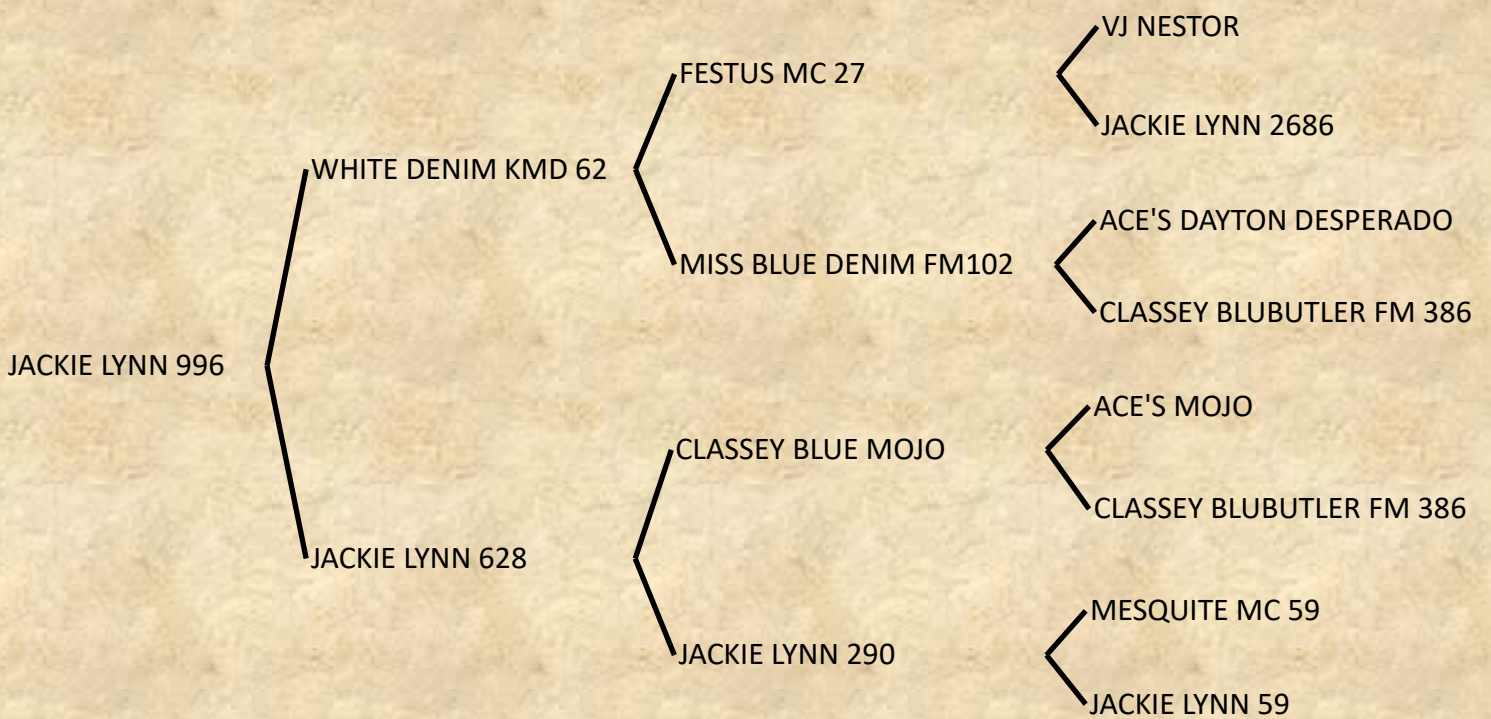 VJ NESTOR
FESTUS MC 27
JACKIE LYNN 2686
WHITE DENIM KMD 62
ACE'S DAYTON DESPERADO
MISS BLUE DENIM FM102
CLASSEY BLUBUTLER FM 386
JACKIE LYNN 996
ACE'S MOJO
CLASSEY BLUE MOJO
CLASSEY BLUBUTLER FM 386
JACKIE LYNN 628
MESQUITE MC 59
JACKIE LYNN 290
JACKIE LYNN 59